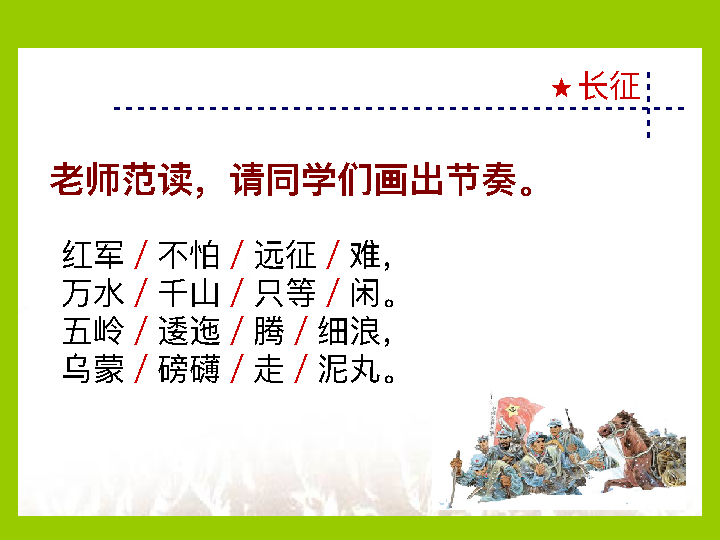 ★长征
老师范读，请同学们画出节奏。
红军/不怕/远征/难，
万水/千山/只等/闲。
五岭/逶迤/腾/细浪，
乌蒙/磅礴/走/泥丸。